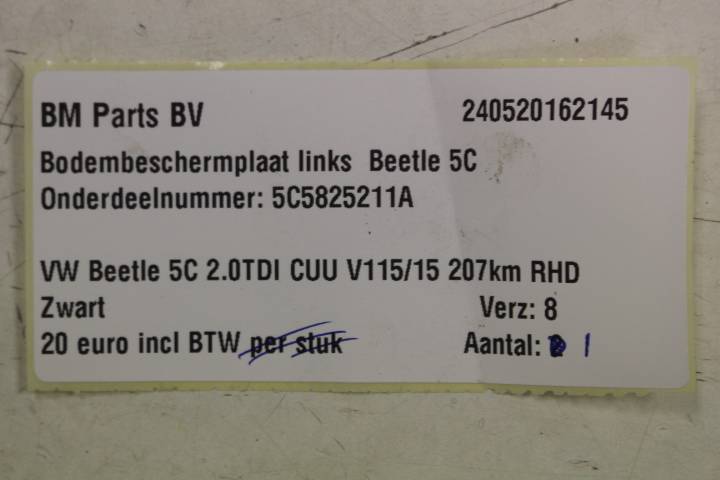 BM Parts BV 240520162145
Bodembeschermplaat links Beetle 5C
Onderdeelnummer: 5C5825211A
VW Beetle 5C 2.0TDI CUU V115/15 207km RHD
Zwart Verz: 8
20 euro incl BTW per stuk Aantal: 1